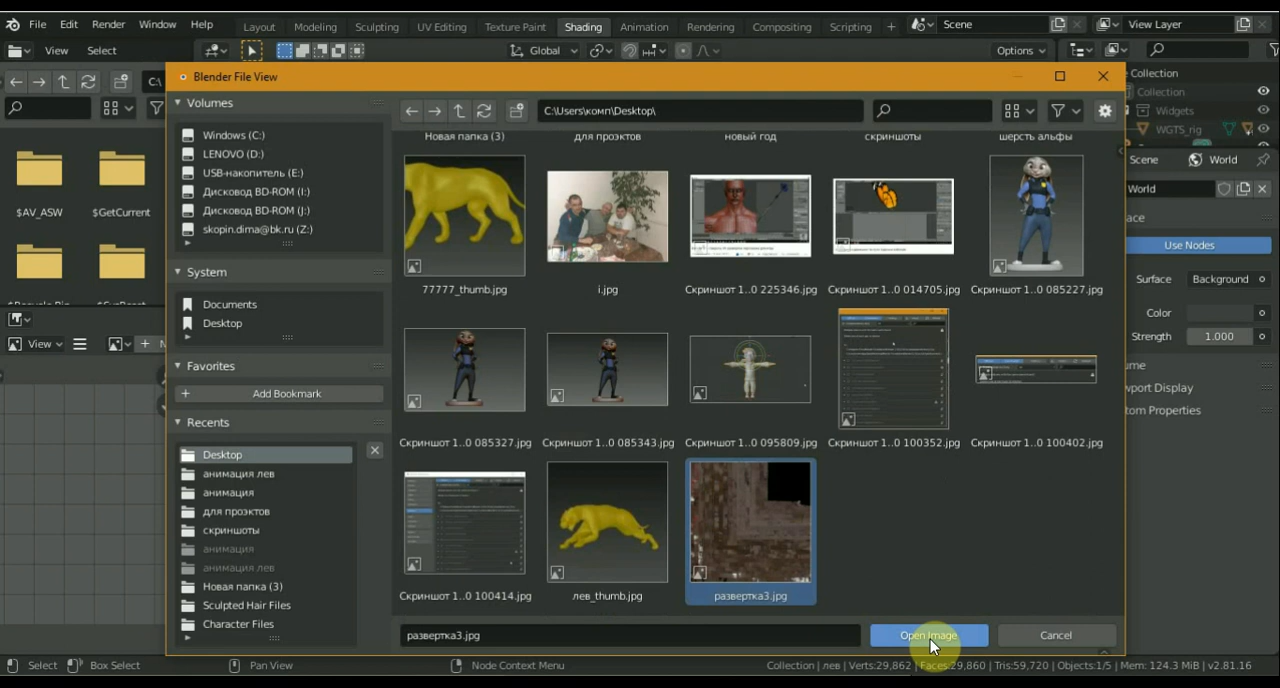 File Edit Render Window Help Layout Modeling Sculpting UV Editing Texture Paint Shading Animation Rendering Compositing Scripting + Scene View Layer
View Select Global Options
Blender File View
Volumes
C:\Users\комп\Desktop\
Windows (C:)
LENOVO (D:)
USB-накопитель (E:)
Дисковод BD-ROM (I:)
Дисковод BD-ROM (J:)
skopin.dima@bk.ru (Z:)
System
Documents
Desktop
Favorites
Add Bookmark
Recents
Desktop
анимация лев
анимация
для проэктов
скриншоты
анимация
анимация лев
Новая папка (3)
Sculpted Hair Files
Character Files
Новая папка (3) для проэктов новый год скриншоты шерсть альфы
77777_thumb.jpg i.jpg Скриншот 1..0 225346.jpg Скриншот 1..0 014705.jpg Скриншот 1..0 085227.jpg
Скриншот 1..0 085327.jpg Скриншот 1..0 085343.jpg Скриншот 1..0 095809.jpg Скриншот 1..0 100352.jpg Скриншот 1..0 100402.jpg
Скриншот 1..0 100414.jpg лев_thumb.jpg развертка3.jpg
развертка3.jpg Open Image Cancel
C:\
$AV_ASW $GetCurrent
View
Collection
Collection
Widgets
WGTS_rig
Scene World
World
ace
Use Nodes
Surface Background
Color
Strength 1.000
ume
wport Display
tom Properties
Select Box Select Pan View Node Context Menu Collection | лев | Verts:29,862 | Faces:29,860 | Tris:59,720 | Objects:1/5 | Mem: 124.3 MiB | v2.81.16